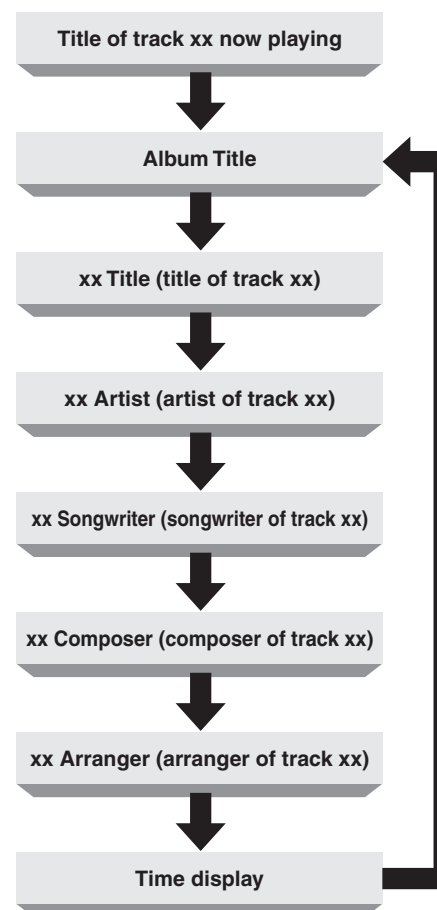 Title of track xx now playing
Album Title
xx Title (title of track xx)
xx Artist (artist of track xx)
xx Songwriter (songwriter of track xx)
xx Composer (composer of track xx)
xx Arranger (arranger of track xx)
Time display